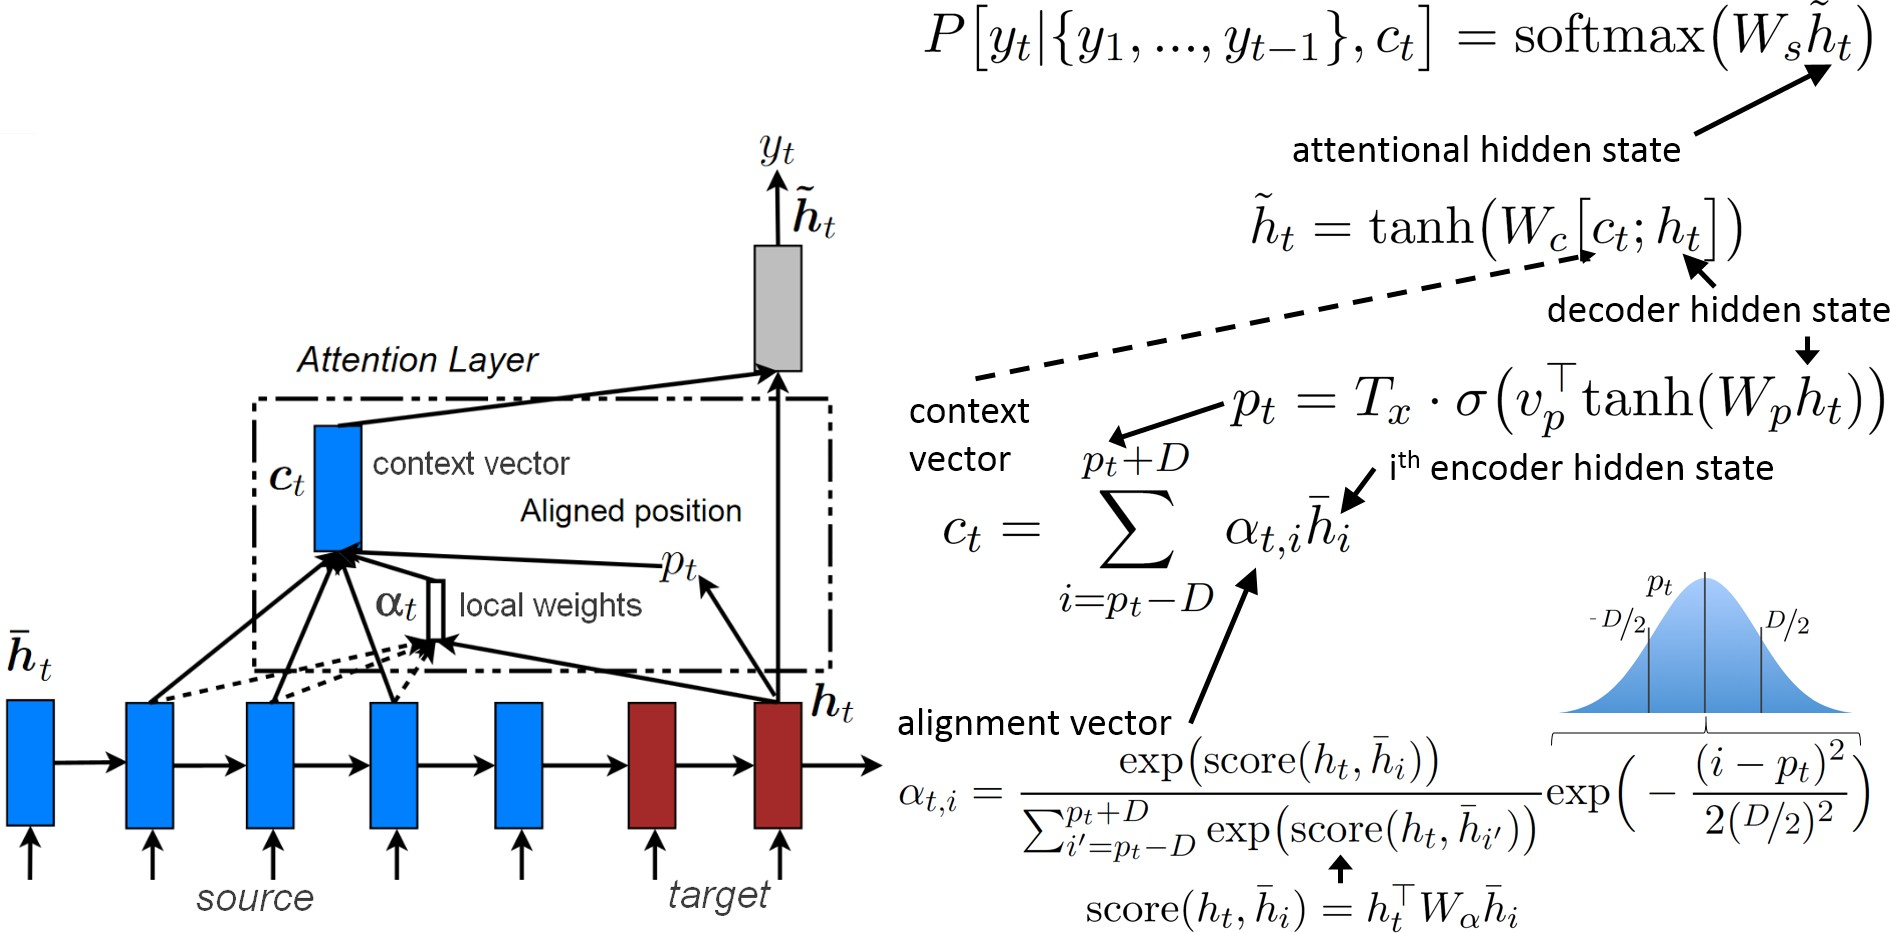 P[y_t|{y_1, ..., y_{t−1}}, c_t] = softmax(W_s h̃_t)
attentional hidden state
h̃_t = tanh(W_c[c_t; h_t])
decoder hidden state
p_t = T_x · σ(v_p^⊤ tanh(W_p h_t))
context
vector
i^th encoder hidden state
c_t = ∑_{i=p_t−D}^{p_t+D} α_{t,i} h̄_i
p_t
-D/2
D/2
alignment vector
α_{t,i} = exp(score(h_t, h̄_i)) / ∑_{i'=p_t−D}^{p_t+D} exp(score(h_t, h̄_{i'})) exp(− (i − p_t)^2 / 2(D/2)^2)
score(h_t, h̄_i) = h_t^⊤ W_α h̄_i
y_t
h̃_t
Attention Layer
c_t
context vector
Aligned position
p_t
α_t
local weights
h̄_t
h_t
source
target